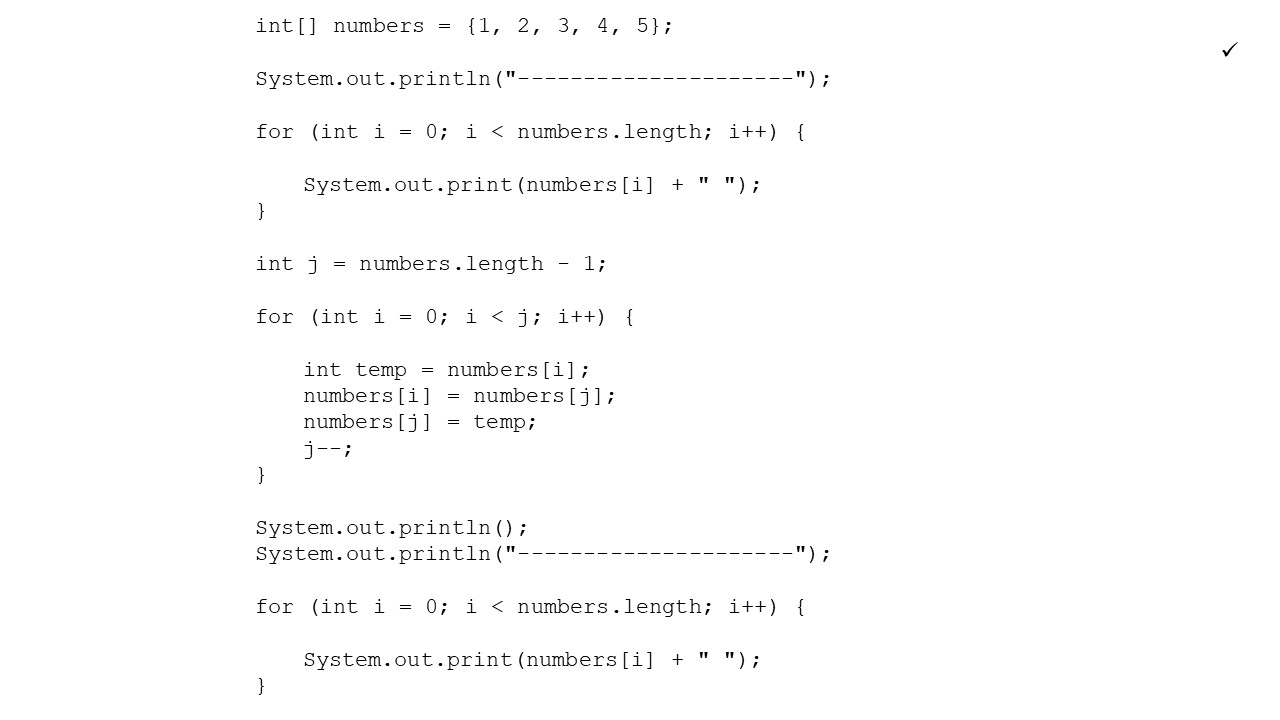 int[] numbers = {1, 2, 3, 4, 5};
System.out.println("---------------------");
for (int i = 0; i < numbers.length; i++) {
System.out.print(numbers[i] + " ");
}
int j = numbers.length - 1;
for (int i = 0; i < j; i++) {
int temp = numbers[i];
numbers[i] = numbers[j];
numbers[j] = temp;
j--;
}
System.out.println();
System.out.println("---------------------");
for (int i = 0; i < numbers.length; i++) {
System.out.print(numbers[i] + " ");
}